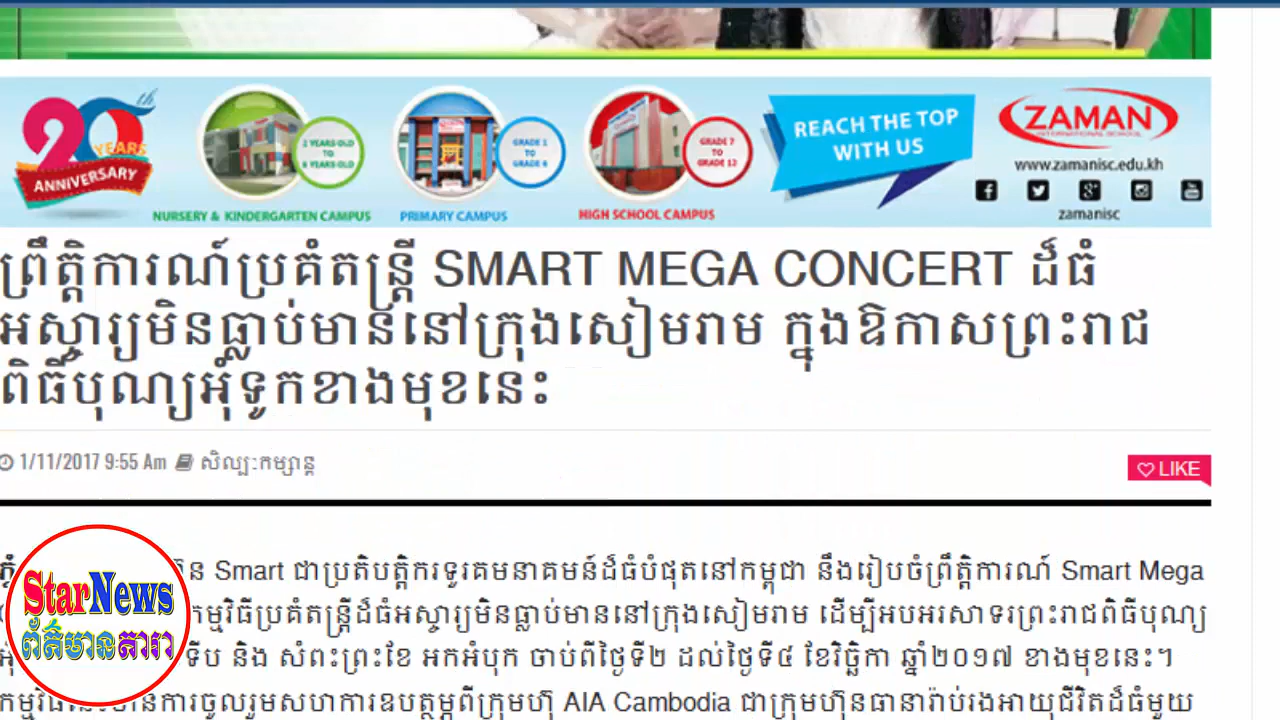 20th
YEARS
ANNIVERSARY
2 YEARS OLD
TO
6 YEARS OLD
NURSERY & KINDERGARTEN CAMPUS
GRADE 1
TO
GRADE 6
PRIMARY CAMPUS
GRADE 7
TO
GRADE 12
HIGH SCHOOL CAMPUS
REACH THE TOP
WITH US
ZAMAN
INTERNATIONAL SCHOOL
www.zamanisc.edu.kh
zamanisc
ព្រឹត្តិការណ៍ប្រគំតន្ត្រី SMART MEGA CONCERT ដ៏ធំ
អស្ចារ្យមិនធ្លាប់មាននៅក្រុងសៀមរាម ក្នុងឱកាសព្រះរាជ
ពិធីបុណ្យអុំទូកខាងមុខនេះ
1/11/2017 9:55 Am សិល្បៈកម្សាន្ត
LIKE
Smart ជាប្រតិបត្តិករទូរគមនាគមន៍ដ៏ធំបំផុតនៅកម្ពុជា នឹងរៀបចំព្រឹត្តិការណ៍ Smart Mega
កម្មវិធីប្រគំតន្ត្រីដ៏ធំអស្ចារ្យមិនធ្លាប់មាននៅក្រុងសៀមរាម ដើម្បីអបអរសាទរព្រះរាជពិធីបុណ្យ
ទីប និង សំពះព្រះខែ អកអំបុក ចាប់ពីថ្ងៃទី២ ដល់ថ្ងៃទី៤ ខែវិច្ឆិកា ឆ្នាំ២០១៧ ខាងមុខនេះ។
មានការចូលរួមសហការឧបត្ថម្ភពីក្រុមហ៊ុ AIA Cambodia ជាក្រុមហ៊ុនធានារ៉ាប់រងអាយុជីវិតដ៏ធំមួយ
StarNews
ព័ត៌មានតារា